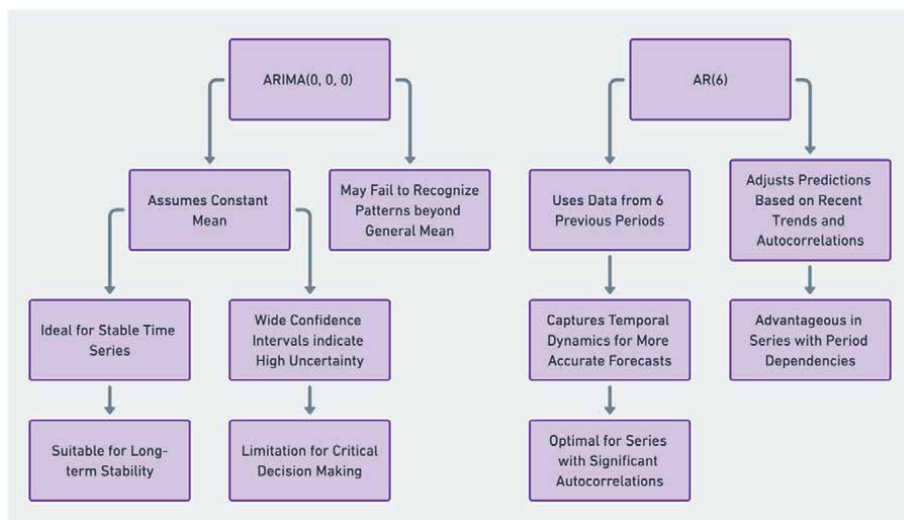 ARIMA(0, 0, 0)
AR(6)
Assumes Constant
Mean
May Fail to Recognize
Patterns beyond
General Mean
Uses Data from 6
Previous Periods
Adjusts Predictions
Based on Recent
Trends and
Autocorrelations
Ideal for Stable Time
Series
Wide Confidence
Intervals indicate
High Uncertainty
Captures Temporal
Dynamics for More
Accurate Forecasts
Advantageous in
Series with Period
Dependencies
Suitable for Long-
term Stability
Limitation for Critical
Decision Making
Optimal for Series
with Significant
Autocorrelations